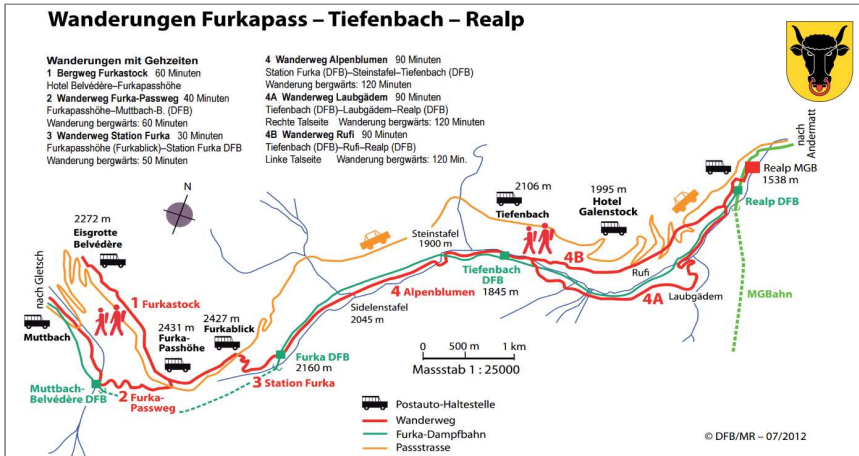 Wanderungen Furkapass – Tiefenbach – Realp
Wanderungen mit Gehzeiten
1 Bergweg Furkastock 60 Minuten
Hotel Belvédère–Furkapasshöhe
2 Wanderweg Furka-Passweg 40 Minuten
Furkapasshöhe–Muttbach-B. (DFB)
Wanderung bergwärts: 60 Minuten
3 Wanderweg Station Furka 30 Minuten
Furkapasshöhe (Furkablick)–Station Furka DFB
Wanderung bergwärts: 50 Minuten
4 Wanderweg Alpenblumen 90 Minuten
Station Furka (DFB)–Steinstafel–Tiefenbach (DFB)
Wanderung bergwärts: 120 Minuten
4A Wanderweg Laubgädem 90 Minuten
Tiefenbach (DFB)–Laubgädem–Realp (DFB)
Rechte Talseite Wanderung bergwärts: 120 Minuten
4B Wanderweg Rufi 90 Minuten
Tiefenbach (DFB)–Rufi–Realp (DFB)
Linke Talseite Wanderung bergwärts: 120 Min.
N
nach Andermatt
Realp MGB
1538 m
Realp DFB
MGBahn
2106 m
Tiefenbach
1995 m
Hotel
Galenstock
4B
Rufi
4A
Laubgädem
Steinstafel
1900 m
Tiefenbach
DFB
1845 m
4 Alpenblumen
Sidelenstafel
2045 m
2272 m
Eisgrotte
Belvédère
nach Gletsch
Muttbach
1 Furkastock
2427 m
Furkablick
2431 m
Furka-
Passhöhe
Furka DFB
2160 m
3 Station Furka
Muttbach-
Belvédère DFB
2 Furka-
Passweg
0 500 m 1 km
Massstab 1 : 25000
Postauto-Haltestelle
Wanderweg
Furka-Dampfbahn
Passstrasse
© DFB/MR – 07/2012